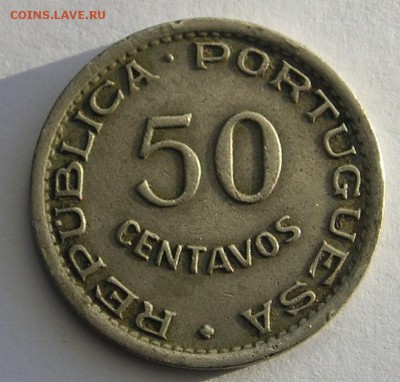 COINS.LAVE.RU
REPUBLICA · PORTUGUESA
50
CENTAVOS